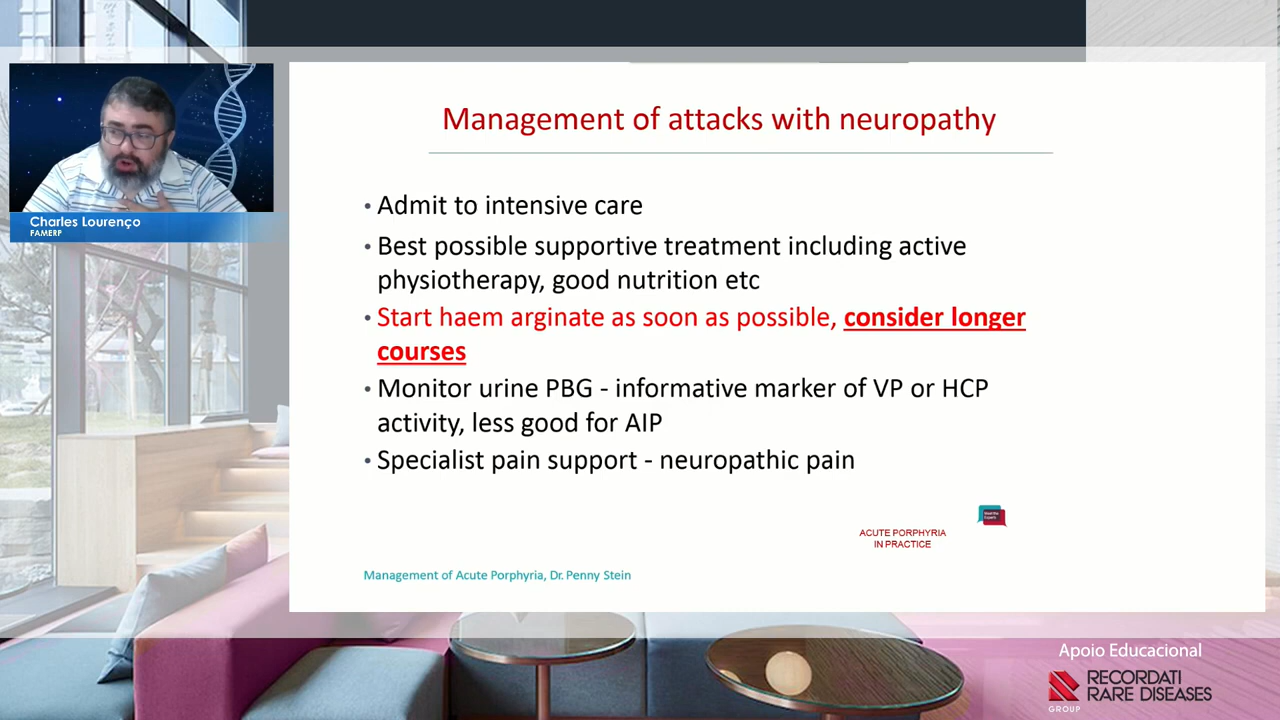 Charles Lourenço
FAMERP
Management of attacks with neuropathy
• Admit to intensive care
• Best possible supportive treatment including active
physiotherapy, good nutrition etc
• Start haem arginate as soon as possible, consider longer
courses
• Monitor urine PBG - informative marker of VP or HCP
activity, less good for AIP
• Specialist pain support - neuropathic pain
ACUTE PORPHYRIA
IN PRACTICE
Management of Acute Porphyria, Dr. Penny Stein
Apoio Educacional
RECORDATI
RARE DISEASES
GROUP